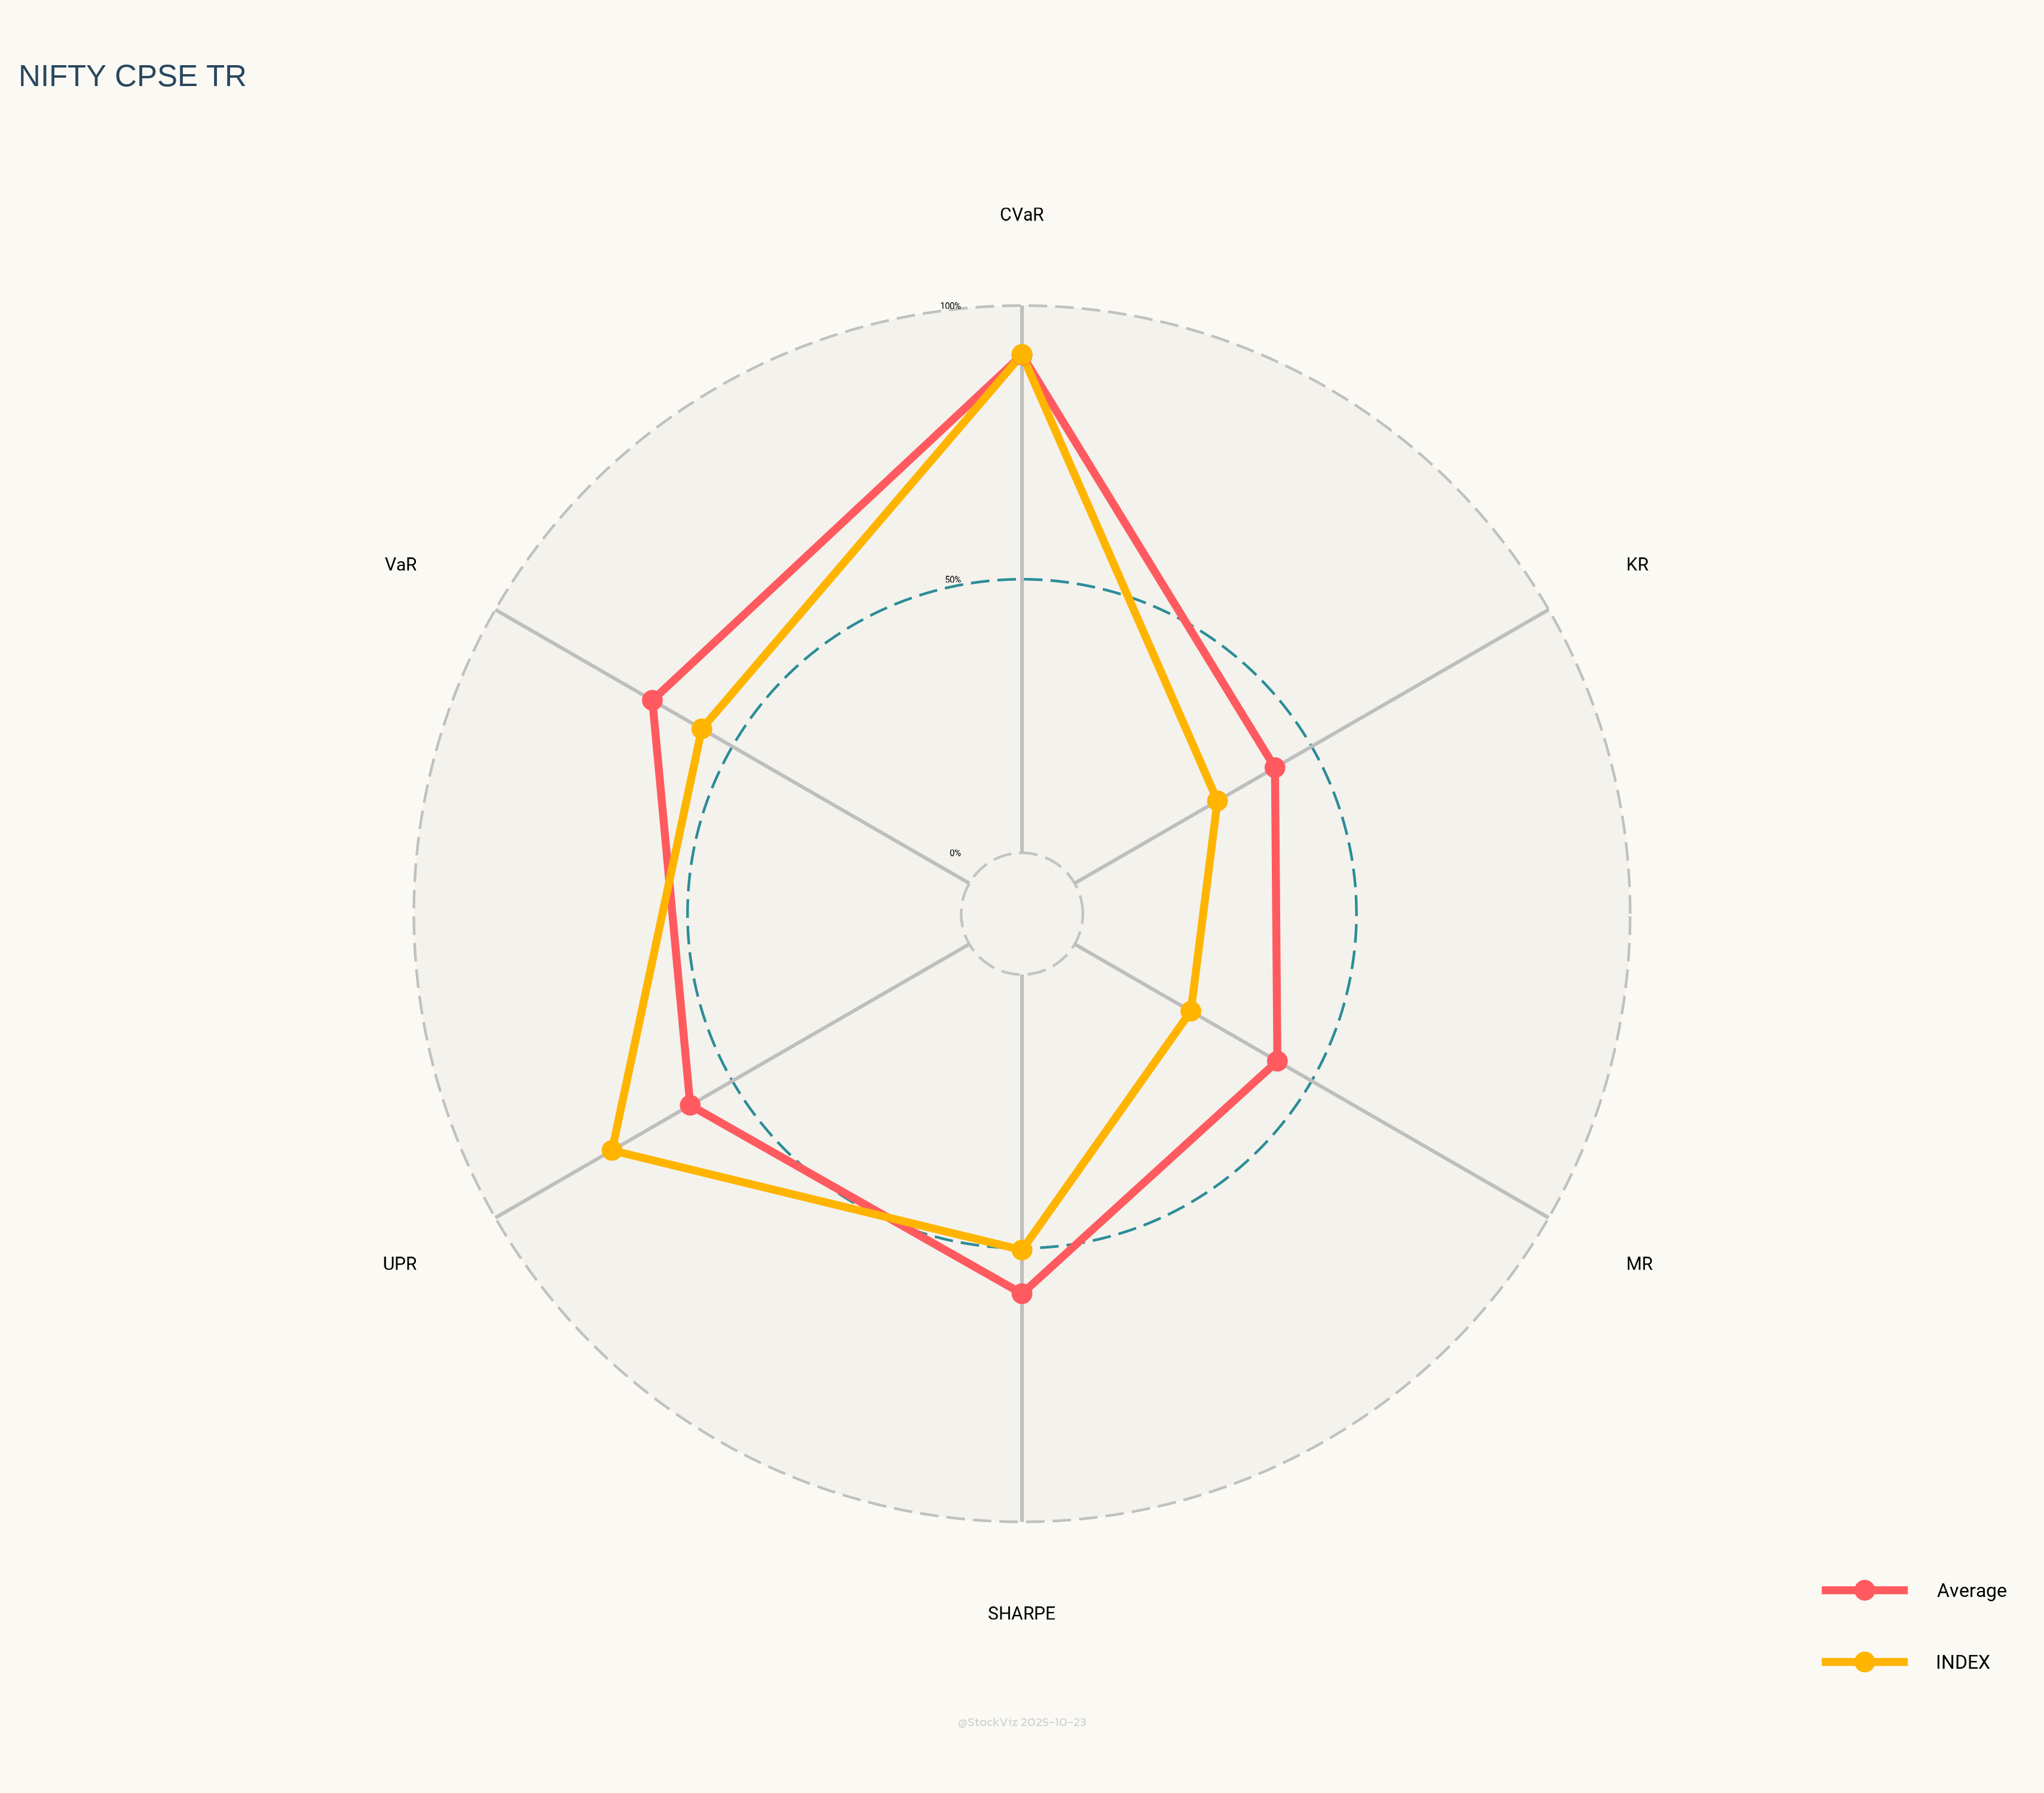 NIFTY CPSE TR
CVaR
100%
VaR
KR
50%
0%
UPR
MR
SHARPE
Average
INDEX
@StockViz 2025-10-23